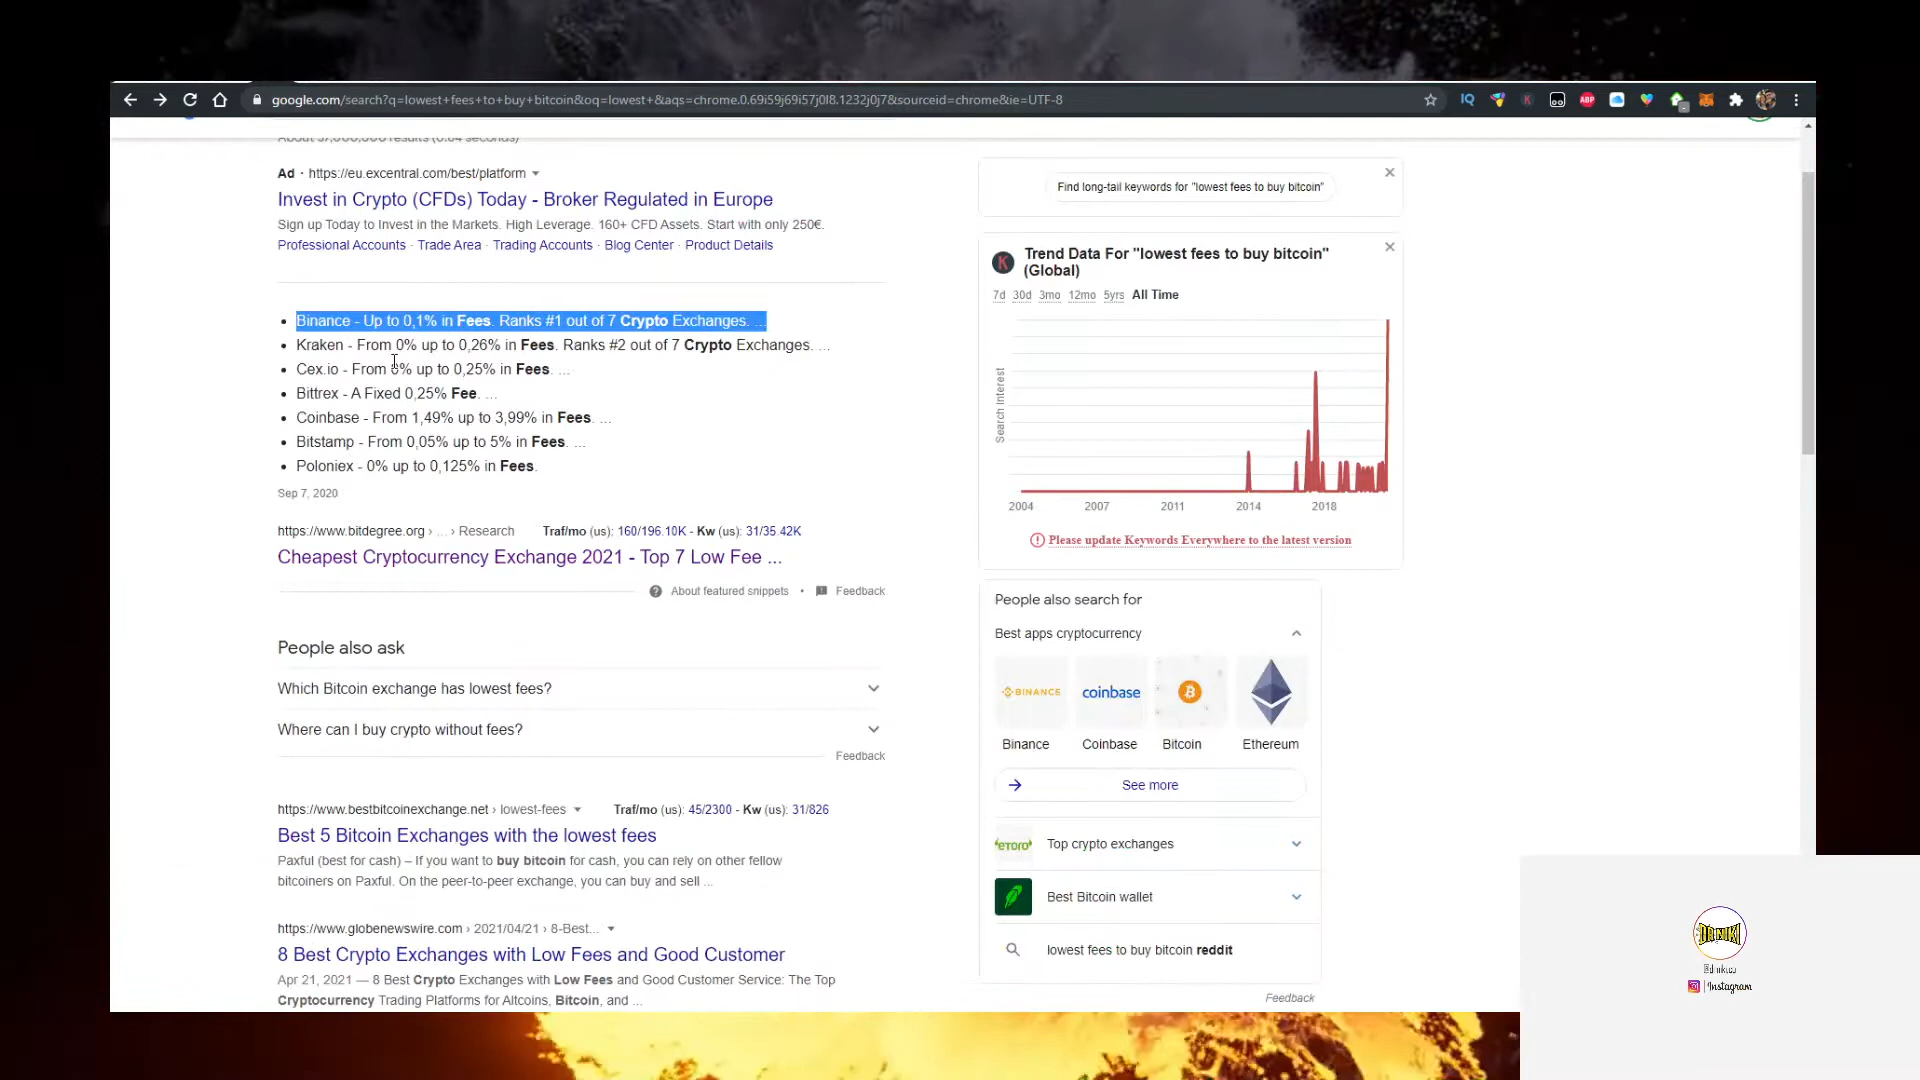 google.com/search?q=lowest+fees+to+buy+bitcoin&oq=lowest+&aqs=chrome.0.69i59j69i57j0l8.1232j0j7&sourceid=chrome&ie=UTF-8
IQ
ABP
Ad · https://eu.excentral.com/best/platform
Invest in Crypto (CFDs) Today - Broker Regulated in Europe
Sign up Today to Invest in the Markets. High Leverage. 160+ CFD Assets. Start with only 250€.
Professional Accounts · Trade Area · Trading Accounts · Blog Center · Product Details
• Binance - Up to 0,1% in Fees. Ranks #1 out of 7 Crypto Exchanges. ...
• Kraken - From 0% up to 0,26% in Fees. Ranks #2 out of 7 Crypto Exchanges. ...
• Cex.io - From 0% up to 0,25% in Fees. ...
• Bittrex - A Fixed 0,25% Fee. ...
• Coinbase - From 1,49% up to 3,99% in Fees. ...
• Bitstamp - From 0,05% up to 5% in Fees. ...
• Poloniex - 0% up to 0,125% in Fees.
Sep 7, 2020
https://www.bitdegree.org › ... › Research Traf/mo (us): 160/196.10K - Kw (us): 31/35.42K
Cheapest Cryptocurrency Exchange 2021 - Top 7 Low Fee ...
About featured snippets • Feedback
People also ask
Which Bitcoin exchange has lowest fees?
Where can I buy crypto without fees?
Feedback
https://www.bestbitcoinexchange.net › lowest-fees Traf/mo (us): 45/2300 - Kw (us): 31/826
Best 5 Bitcoin Exchanges with the lowest fees
Paxful (best for cash) – If you want to buy bitcoin for cash, you can rely on other fellow
bitcoiners on Paxful. On the peer-to-peer exchange, you can buy and sell ...
https://www.globenewswire.com › 2021/04/21 › 8-Best...
8 Best Crypto Exchanges with Low Fees and Good Customer
Apr 21, 2021 — 8 Best Crypto Exchanges with Low Fees and Good Customer Service: The Top
Cryptocurrency Trading Platforms for Altcoins, Bitcoin, and ...
Find long-tail keywords for "lowest fees to buy bitcoin"
K
Trend Data For "lowest fees to buy bitcoin"
(Global)
7d 30d 3mo 12mo 5yrs All Time
Search Interest
2004 2007 2011 2014 2018
Please update Keywords Everywhere to the latest version
People also search for
Best apps cryptocurrency
BINANCE coinbase
Binance Coinbase Bitcoin Ethereum
See more
eToro
Top crypto exchanges
Best Bitcoin wallet
lowest fees to buy bitcoin reddit
Feedback
Instagram